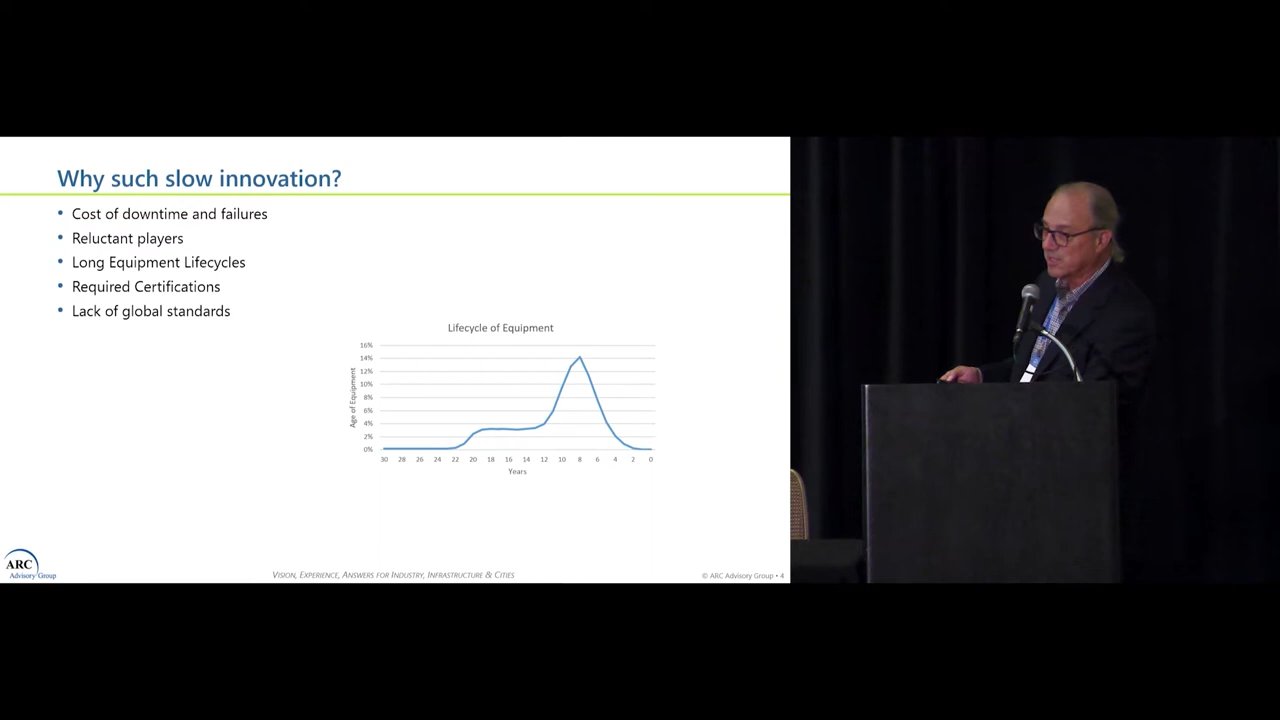 Why such slow innovation?
• Cost of downtime and failures
• Reluctant players
• Long Equipment Lifecycles
• Required Certifications
• Lack of global standards
Lifecycle of Equipment
Age of Equipment
16%
14%
12%
10%
8%
6%
4%
2%
0%
30 28 26 24 22 20 18 16 14 12 10 8 6 4 2 0
Years
ARC
Advisory Group
Vision, Experience, Answers for Industry, Infrastructure & Cities
© ARC Advisory Group • 4